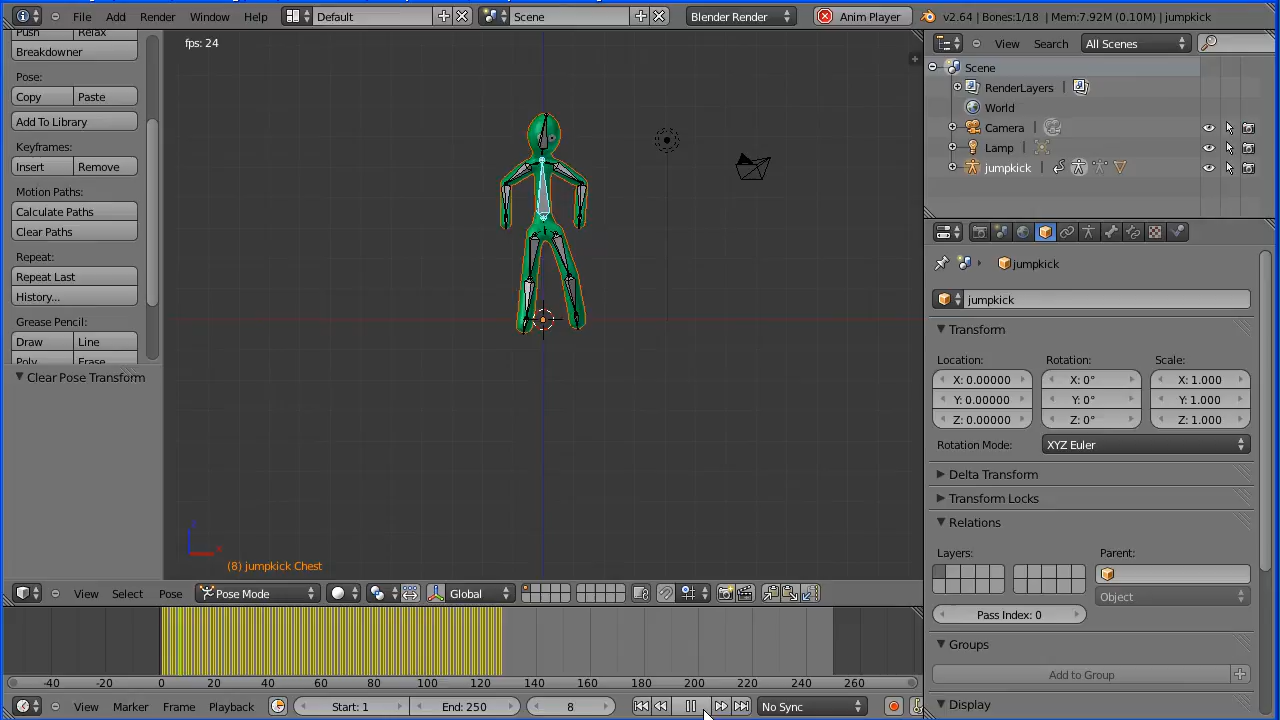 File Add Render Window Help Default Scene Blender Render Anim Player v2.64 | Bones:1/18 | Mem:7.92M (0.10M) | jumpkick
Push Relax
Breakdowner
Pose:
Copy Paste
Add To Library
Keyframes:
Insert Remove
Motion Paths:
Calculate Paths
Clear Paths
Repeat:
Repeat Last
History...
Grease Pencil:
Draw Line
Poly Erase
Clear Pose Transform
fps: 24
(8) jumpkick Chest
View Select Pose Pose Mode Global
-40 -20 0 20 40 60 80 100 120 140 160 180 200 220 240 260
View Marker Frame Playback Start: 1 End: 250 8 No Sync
View Search All Scenes
Scene
RenderLayers
World
Camera
Lamp
jumpkick
jumpkick
jumpkick
Transform
Location: Rotation: Scale:
X: 0.00000 X: 0° X: 1.000
Y: 0.00000 Y: 0° Y: 1.000
Z: 0.00000 Z: 0° Z: 1.000
Rotation Mode: XYZ Euler
Delta Transform
Transform Locks
Relations
Layers: Parent:
Object
Pass Index: 0
Groups
Add to Group
Display